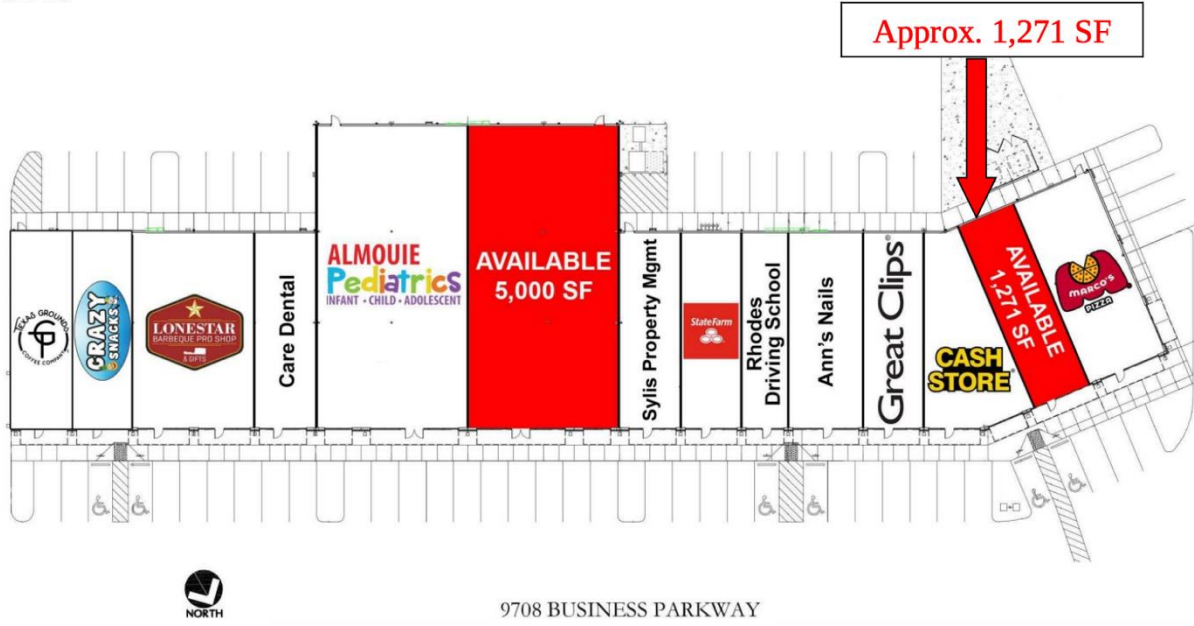 Approx. 1,271 SF
TEXAS GROUNDS
COFFEE COMPANY
CRAZY
SNACKS
LONESTAR
BARBEQUE PRO SHOP
& GIFTS
Care Dental
ALMOUIE
Pediatrics
INFANT • CHILD • ADOLESCENT
AVAILABLE
5,000 SF
Sylis Property Mgmt
StateFarm
Rhodes
Driving School
Ann's Nails
Great Clips®
CASH
STORE
AVAILABLE
1,271 SF
MARCO'S
PIZZA
NORTH
9708 BUSINESS PARKWAY